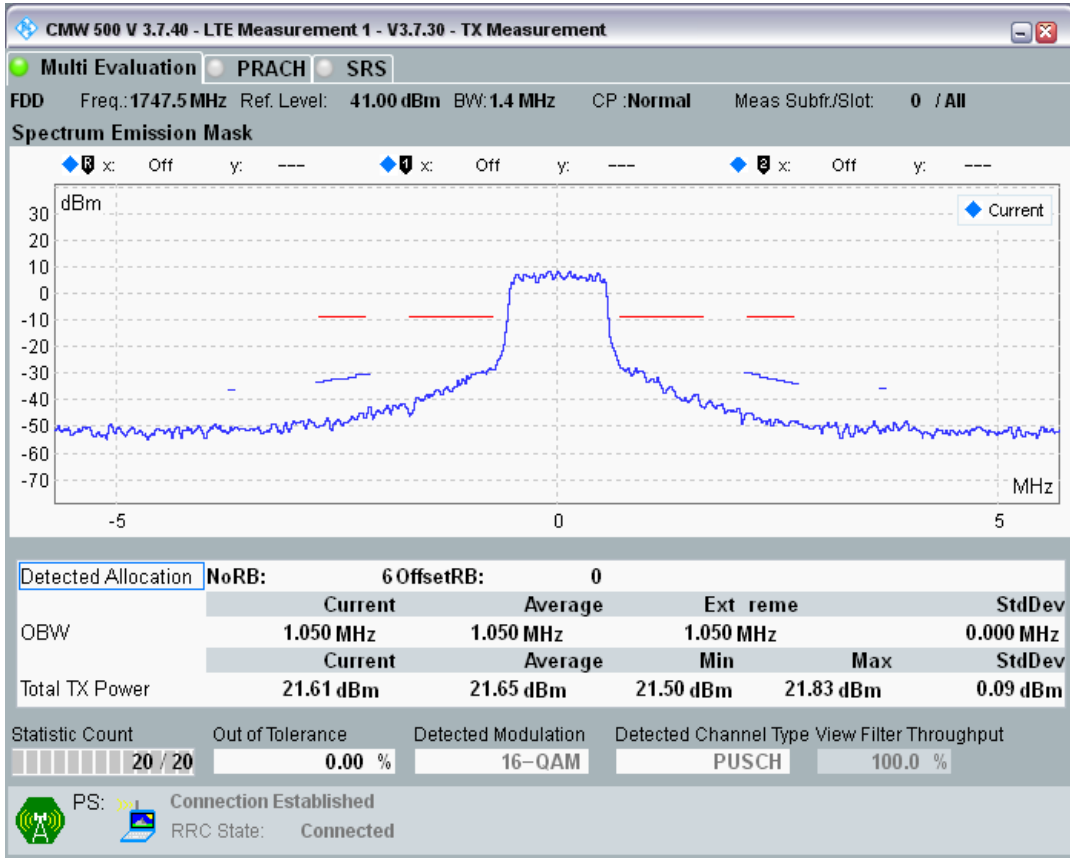 CMW 500 V 3.7.40 - LTE Measurement 1 - V3.7.30 - TX Measurement
Multi Evaluation PRACH SRS
FDD Freq.: 1747.5 MHz Ref. Level: 41.00 dBm BW: 1.4 MHz CP : Normal Meas Subfr./Slot: 0 / All
Spectrum Emission Mask
R x: Off y: --- 1 x: Off y: --- 2 x: Off y: ---
dBm
Current
30
20
10
0
-10
-20
-30
-40
-50
-60
-70
MHz
-5 0 5
Detected Allocation NoRB: 6 OffsetRB: 0
Current Average Ext reme StdDev
OBW 1.050 MHz 1.050 MHz 1.050 MHz 0.000 MHz
Current Average Min Max StdDev
Total TX Power 21.61 dBm 21.65 dBm 21.50 dBm 21.83 dBm 0.09 dBm
Statistic Count Out of Tolerance Detected Modulation Detected Channel Type View Filter Throughput
20 / 20 0.00 % 16-QAM PUSCH 100.0 %
PS: Connection Established
RRC State: Connected